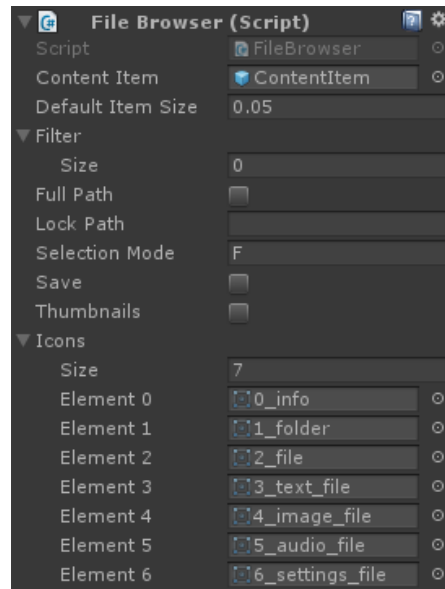 File Browser (Script)
Script FileBrowser
Content Item ContentItem
Default Item Size 0.05
Filter
Size 0
Full Path
Lock Path
Selection Mode F
Save
Thumbnails
Icons
Size 7
Element 0 0_info
Element 1 1_folder
Element 2 2_file
Element 3 3_text_file
Element 4 4_image_file
Element 5 5_audio_file
Element 6 6_settings_file